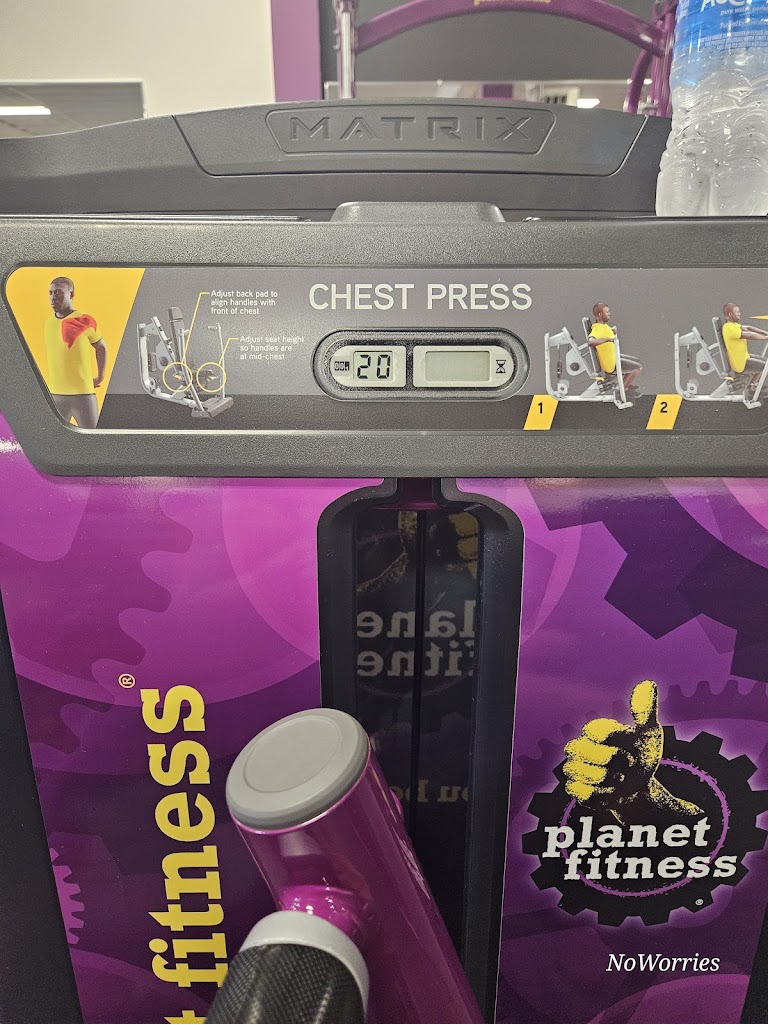 MATRIX
CHEST PRESS
Adjust back pad to
align handles with
front of chest
Adjust seat height
so handles are
at mid-chest
20
1
2
fitness®
planet
fitness®
NoWorries